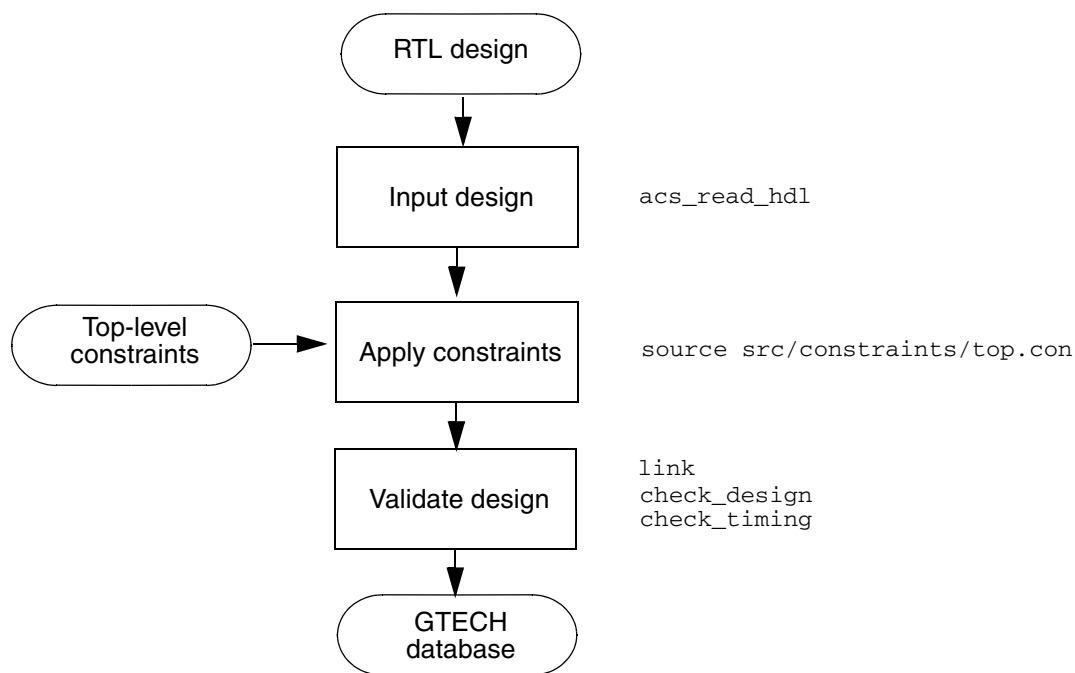 RTL design
Input design
acs_read_hdl
Top-level
constraints
Apply constraints
source src/constraints/top.con
Validate design
link
check_design
check_timing
GTECH
database